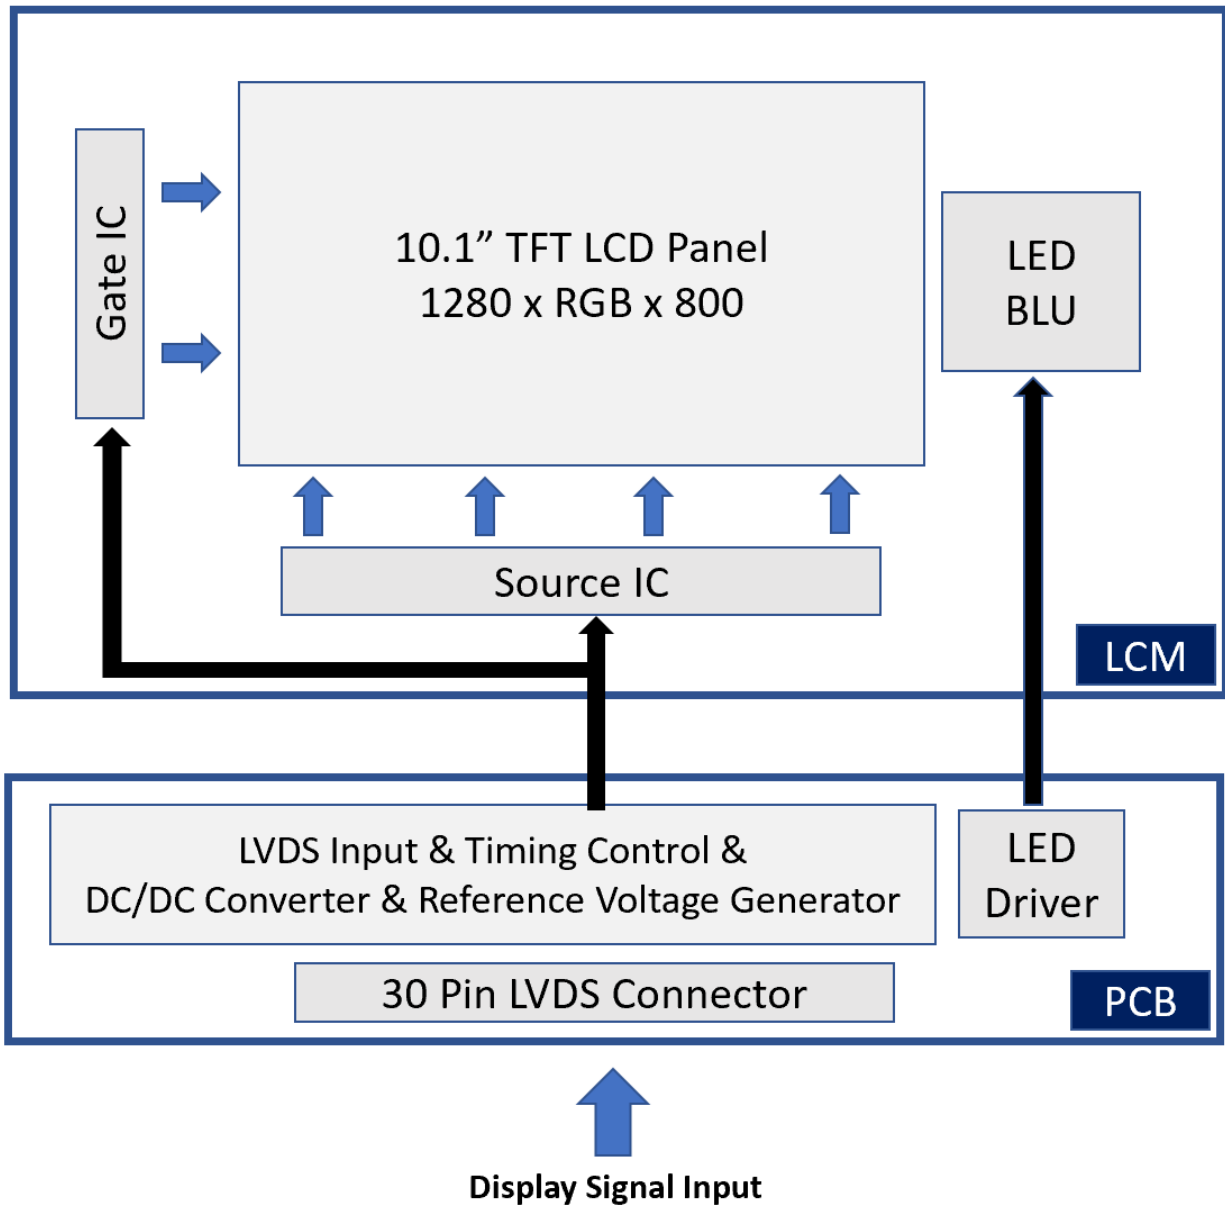 Gate IC
10.1” TFT LCD Panel
1280 x RGB x 800
LED
BLU
Source IC
LCM
LVDS Input & Timing Control &
DC/DC Converter & Reference Voltage Generator
LED
Driver
30 Pin LVDS Connector
PCB
Display Signal Input